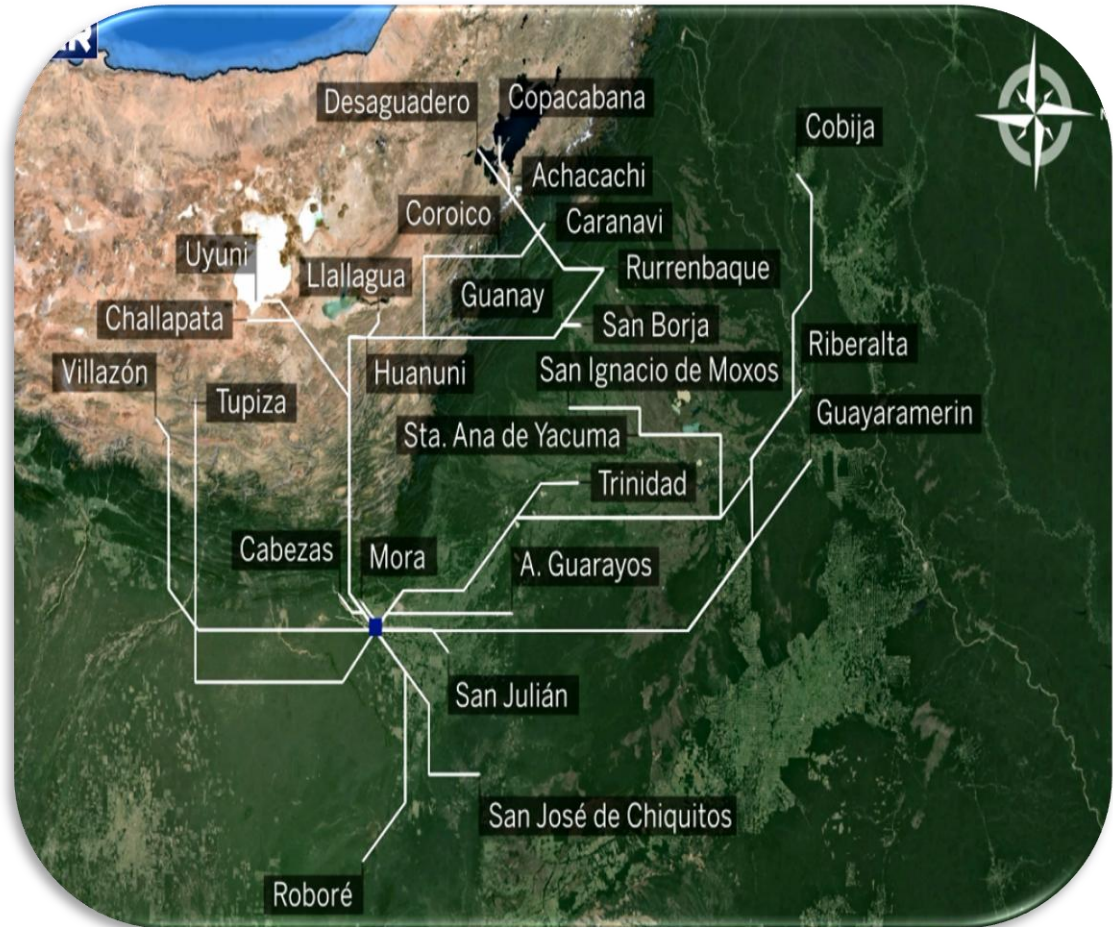 Desaguadero
Copacabana
Cobija
Achacachi
Coroico
Caranavi
Uyuni
Llallagua
Rurrenbaque
Guanay
Challapata
San Borja
Riberalta
Villazón
Huanuni
San Ignacio de Moxos
Tupiza
Guayaramerin
Sta. Ana de Yacuma
Trinidad
Cabezas
Mora
A. Guarayos
San Julián
San José de Chiquitos
Roboré